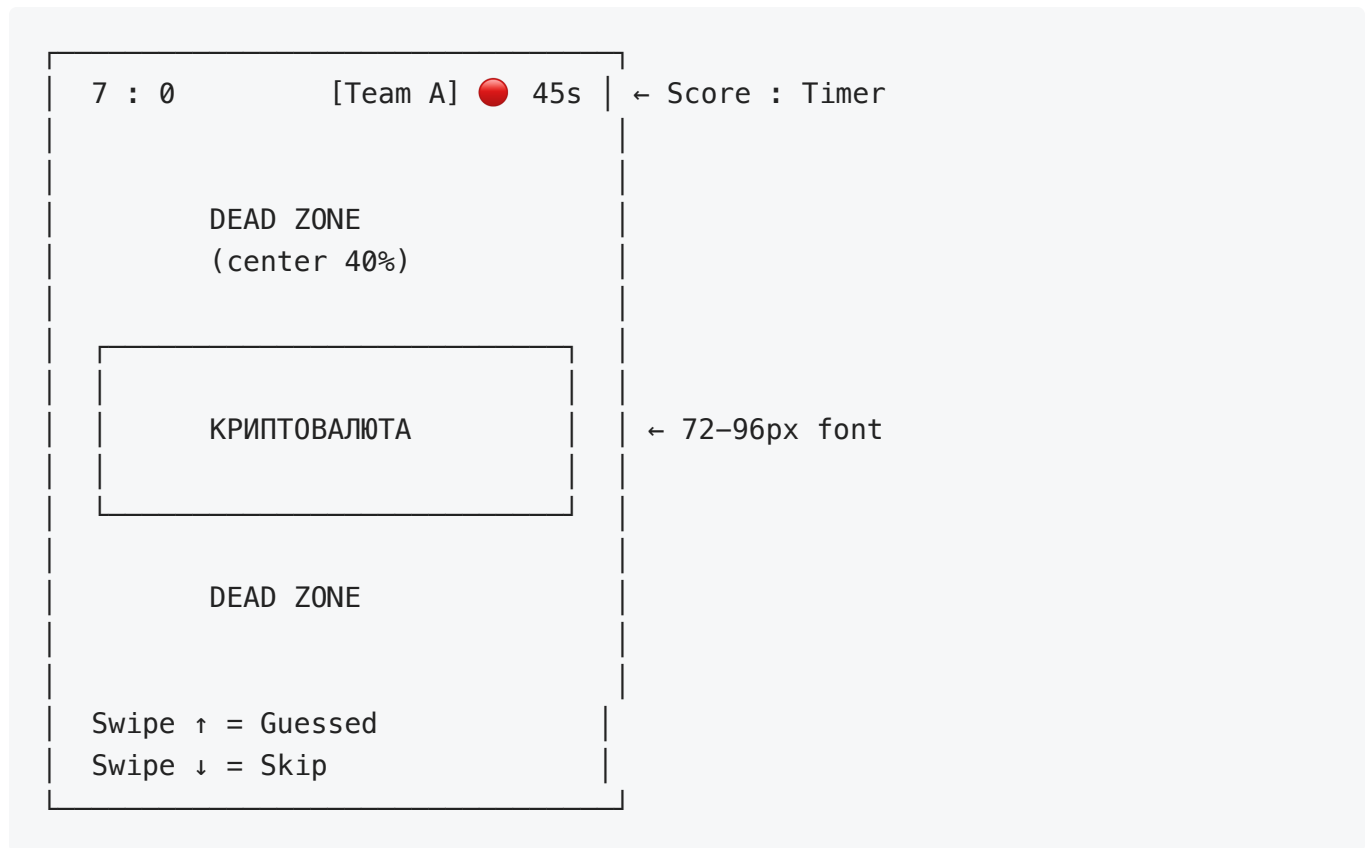 7 : 0 [Team A] 🔴 45s ← Score : Timer
DEAD ZONE
(center 40%)
КРИПТОВАЛЮТА ← 72–96px font
DEAD ZONE
Swipe ↑ = Guessed
Swipe ↓ = Skip